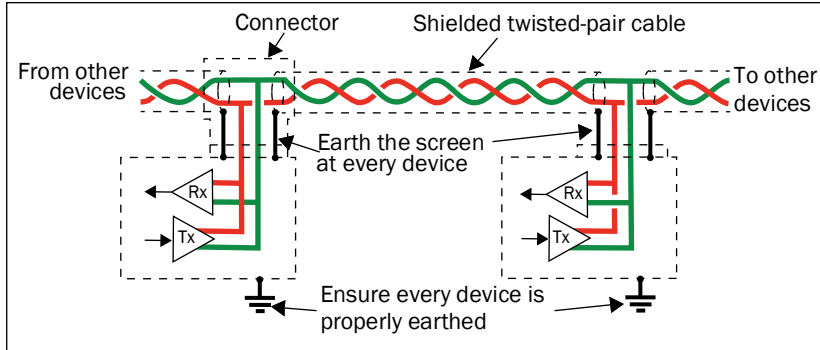 Connector
Shielded twisted-pair cable
From other
devices
To other
devices
Earth the screen
at every device
Rx
Tx
Rx
Tx
Ensure every device is
properly earthed